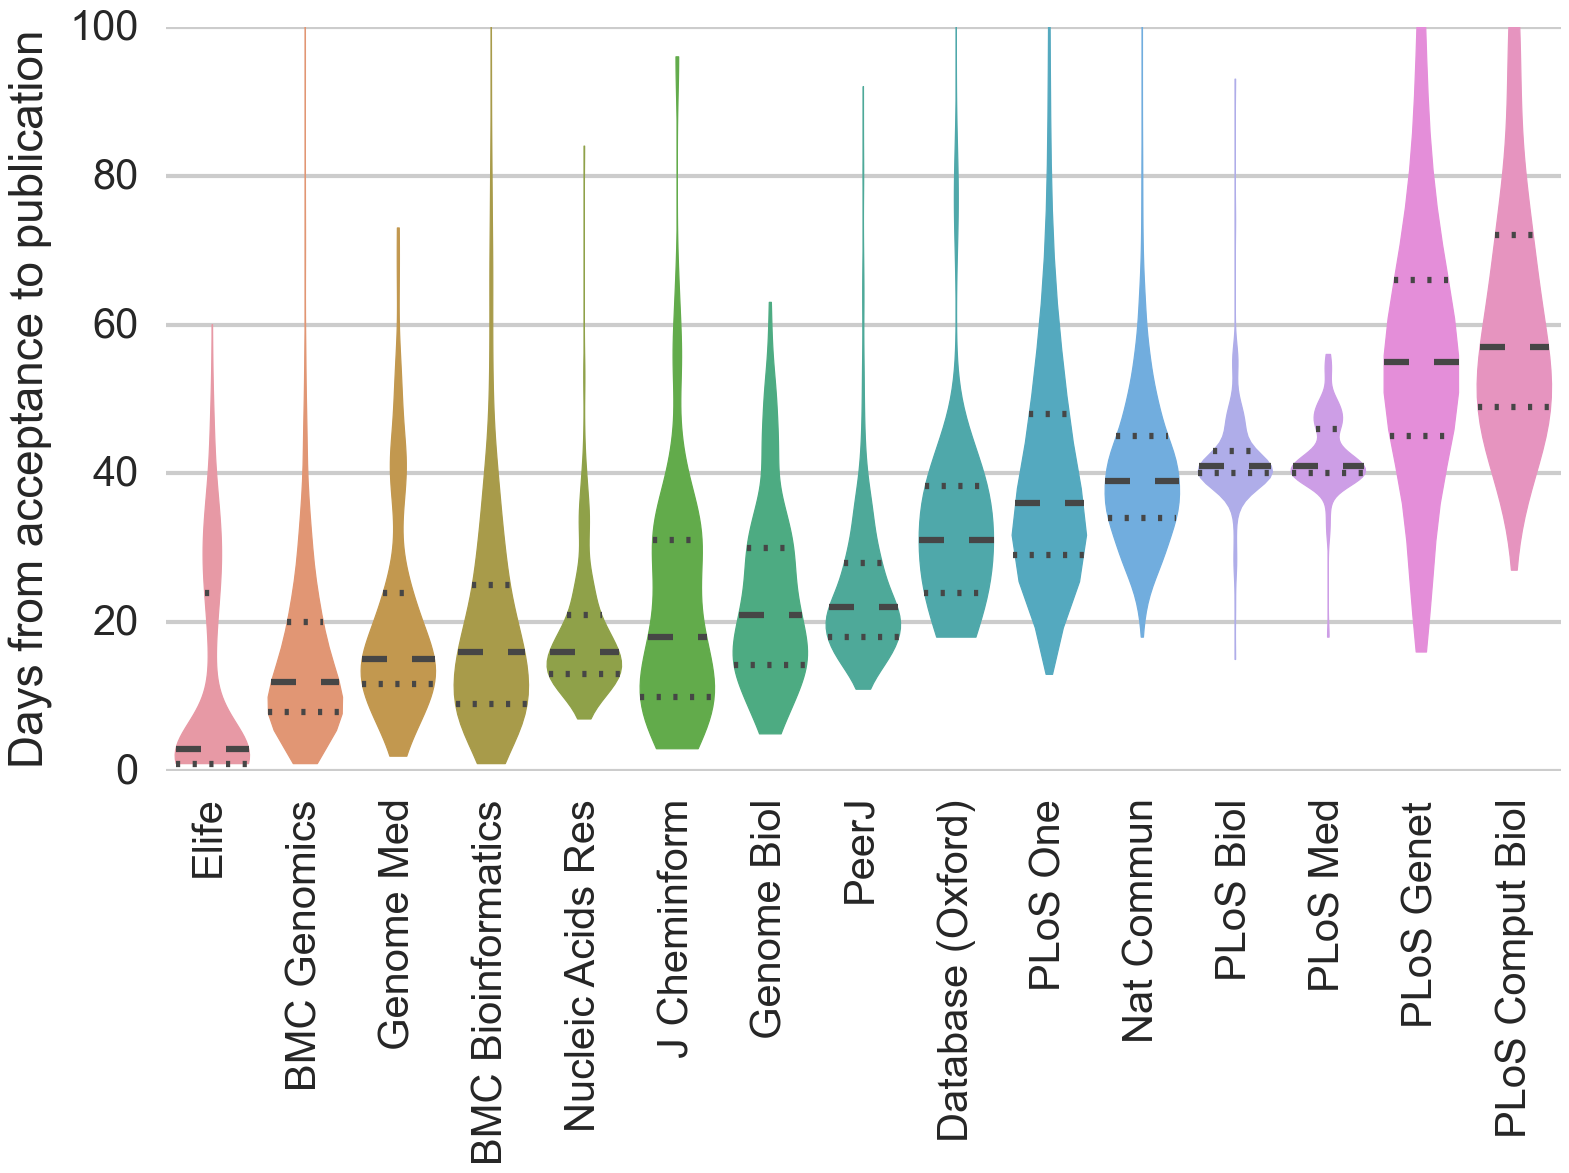 Days from acceptance to publication
100
80
60
40
20
0
Elife
BMC Genomics
Genome Med
BMC Bioinformatics
Nucleic Acids Res
J Cheminform
Genome Biol
PeerJ
Database (Oxford)
PLoS One
Nat Commun
PLoS Biol
PLoS Med
PLoS Genet
PLoS Comput Biol